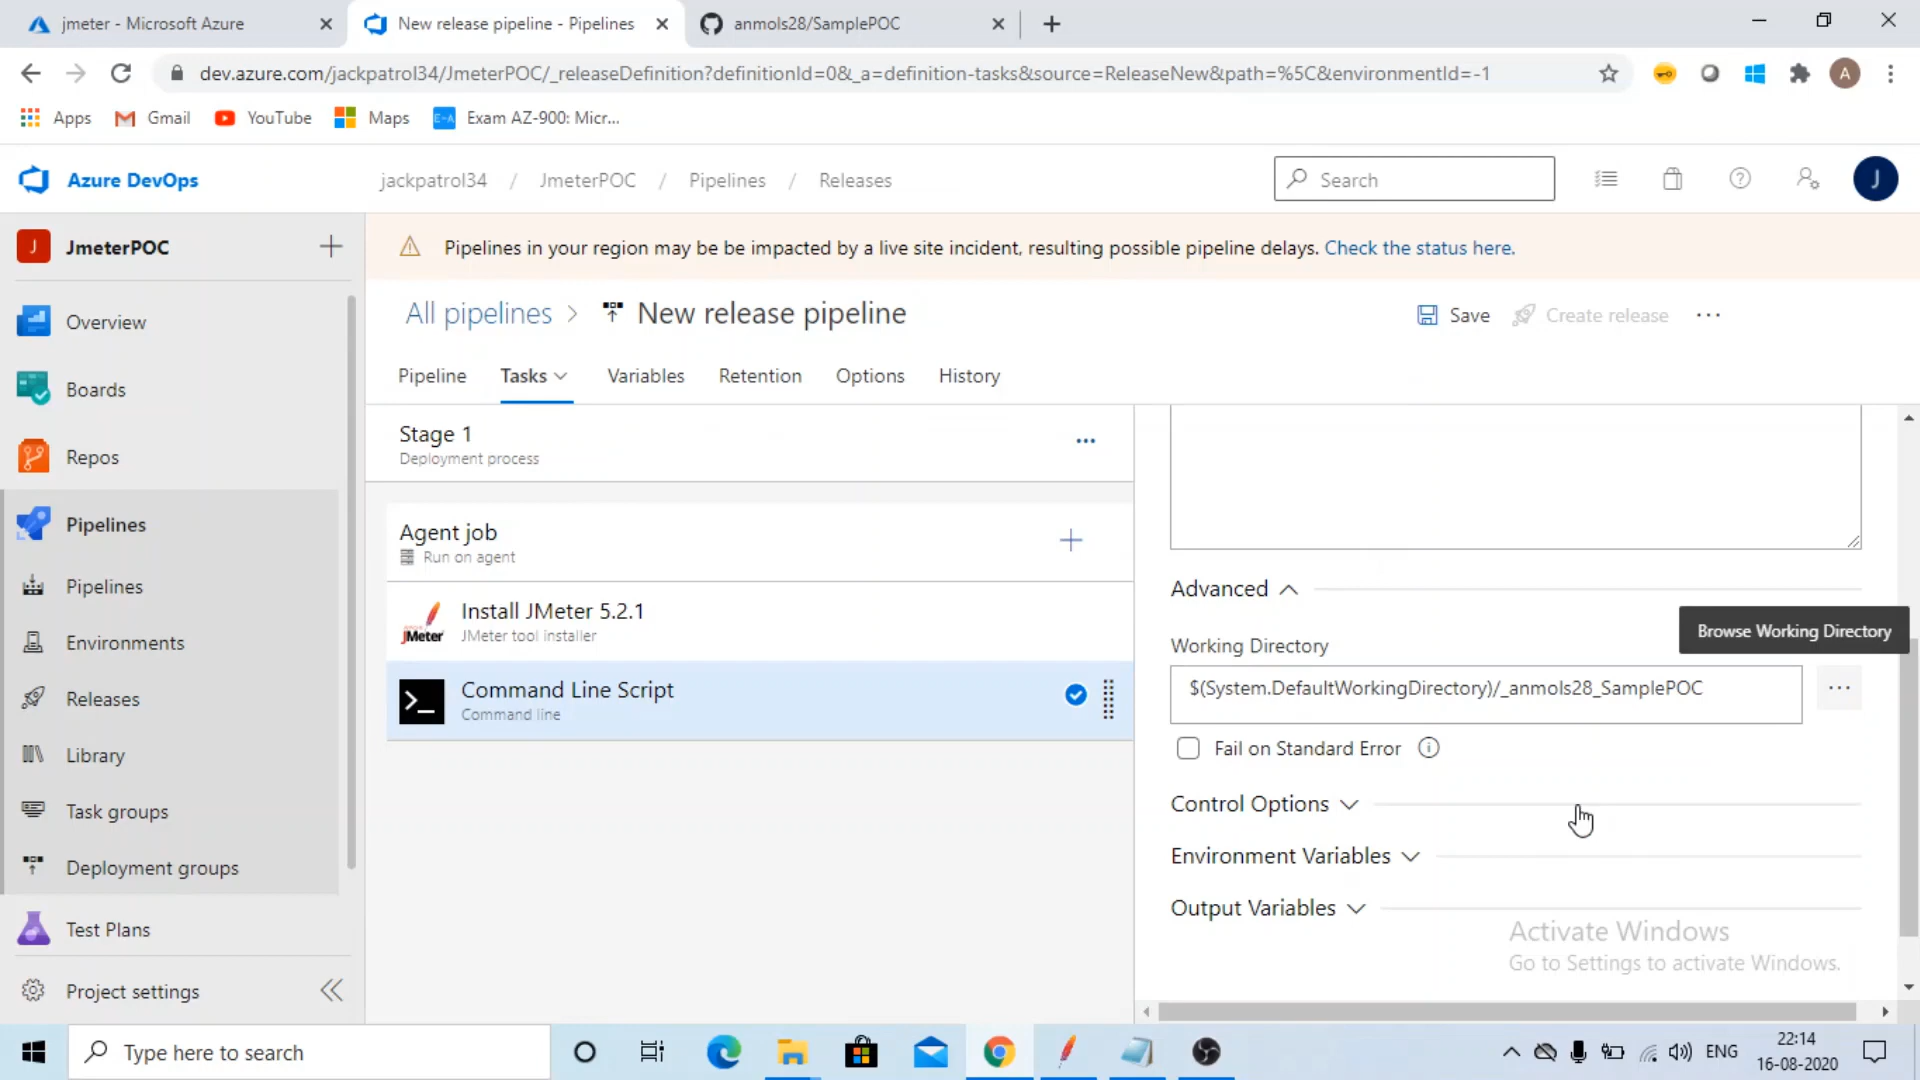 jmeter - Microsoft Azure
New release pipeline - Pipelines
anmols28/SamplePOC
dev.azure.com/jackpatrol34/JmeterPOC/_releaseDefinition?definitionId=0&_a=definition-tasks&source=ReleaseNew&path=%5C&environmentId=-1
A
Apps
Gmail
YouTube
Maps
E-A
Exam AZ-900: Micr...
Azure DevOps
jackpatrol34 / JmeterPOC / Pipelines / Releases
Search
J
J
JmeterPOC
Pipelines in your region may be be impacted by a live site incident, resulting possible pipeline delays. Check the status here.
All pipelines
New release pipeline
Save
Create release
Pipeline
Tasks
Variables
Retention
Options
History
Overview
Boards
Repos
Pipelines
Pipelines
Environments
Releases
Library
Task groups
Deployment groups
Test Plans
Project settings
Stage 1
Deployment process
Agent job
Run on agent
JMeter
Install JMeter 5.2.1
JMeter tool installer
Command Line Script
Command line
Advanced
Browse Working Directory
Working Directory
$(System.DefaultWorkingDirectory)/_anmols28_SamplePOC
Fail on Standard Error
Control Options
Environment Variables
Output Variables
Activate Windows
Go to Settings to activate Windows.
Type here to search
ENG
22:14
16-08-2020